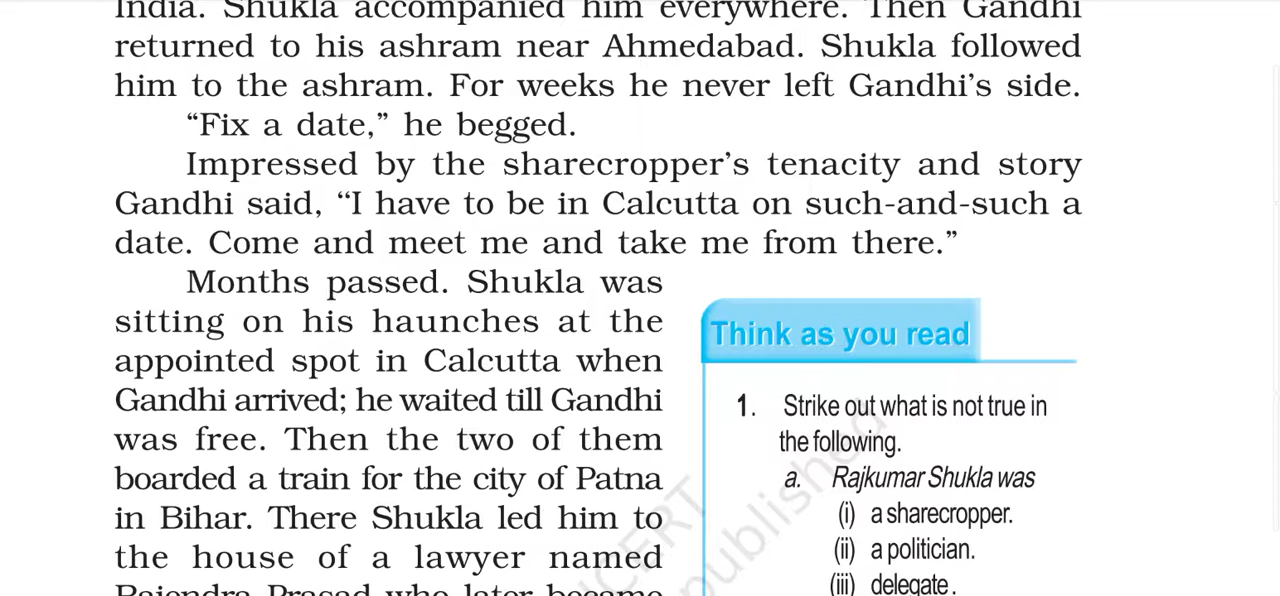 India. Shukla accompanied him everywhere. Then Gandhi
returned to his ashram near Ahmedabad. Shukla followed
him to the ashram. For weeks he never left Gandhi’s side.
“Fix a date,” he begged.
Impressed by the sharecropper’s tenacity and story
Gandhi said, “I have to be in Calcutta on such-and-such a
date. Come and meet me and take me from there.”
Months passed. Shukla was
sitting on his haunches at the
appointed spot in Calcutta when
Gandhi arrived; he waited till Gandhi
was free. Then the two of them
boarded a train for the city of Patna
in Bihar. There Shukla led him to
the house of a lawyer named
Rajendra Prasad who later became
Think as you read
1. Strike out what is not true in
the following.
a. Rajkumar Shukla was
(i) a sharecropper.
(ii) a politician.
(iii) delegate.
NCERT
published